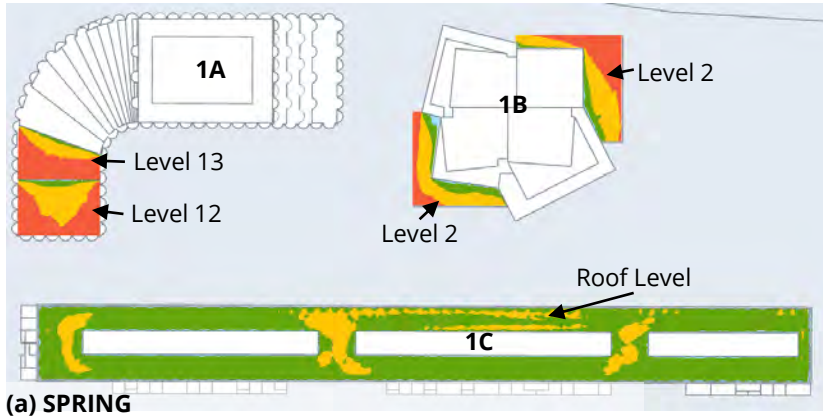 1A
Level 2
1B
Level 13
Level 12
Level 2
Roof Level
1C
(a) SPRING